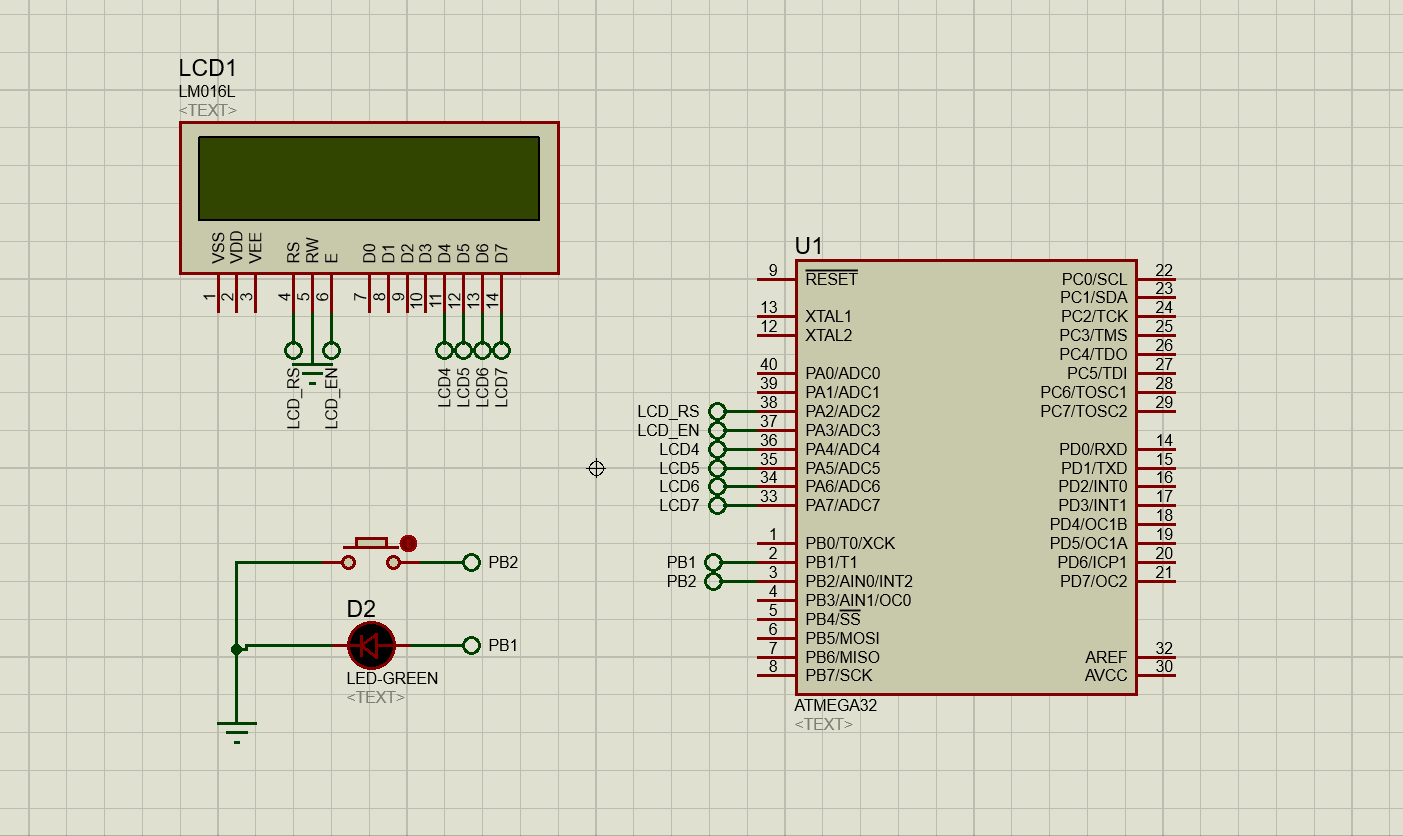 LCD1
LM016L
<TEXT>
VSS VDD VEE RS RW E D0 D1 D2 D3 D4 D5 D6 D7
1 2 3 4 5 6 7 8 9 10 11 12 13 14
LCD_RS LCD_EN LCD4 LCD5 LCD6 LCD7
PB2
D2
PB1
LED-GREEN
<TEXT>
U1
9 RESET PC0/SCL 22
PC1/SDA 23
13 XTAL1 PC2/TCK 24
12 XTAL2 PC3/TMS 25
PC4/TDO 26
40 PA0/ADC0 PC5/TDI 27
39 PA1/ADC1 PC6/TOSC1 28
LCD_RS 38 PA2/ADC2 PC7/TOSC2 29
LCD_EN 37 PA3/ADC3
LCD4 36 PA4/ADC4 PD0/RXD 14
LCD5 35 PA5/ADC5 PD1/TXD 15
LCD6 34 PA6/ADC6 PD2/INT0 16
LCD7 33 PA7/ADC7 PD3/INT1 17
PD4/OC1B 18
1 PB0/T0/XCK PD5/OC1A 19
PB1 2 PB1/T1 PD6/ICP1 20
PB2 3 PB2/AIN0/INT2 PD7/OC2 21
4 PB3/AIN1/OC0
5 PB4/SS
6 PB5/MOSI
7 PB6/MISO AREF 32
8 PB7/SCK AVCC 30
ATMEGA32
<TEXT>